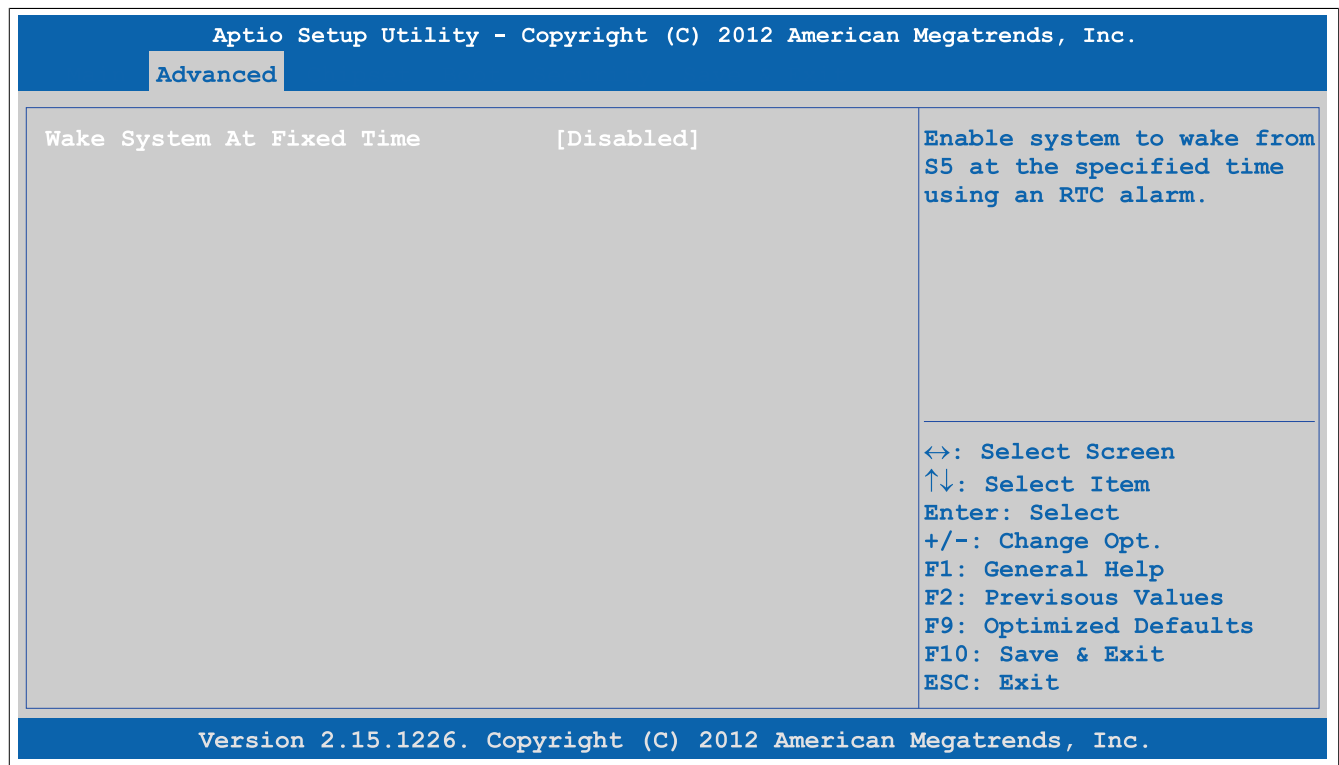 Aptio Setup Utility - Copyright (C) 2012 American Megatrends, Inc.
Advanced
Wake System At Fixed Time [Disabled]
Enable system to wake from
S5 at the specified time
using an RTC alarm.
↔: Select Screen
↑↓: Select Item
Enter: Select
+/-: Change Opt.
F1: General Help
F2: Previsous Values
F9: Optimized Defaults
F10: Save & Exit
ESC: Exit
Version 2.15.1226. Copyright (C) 2012 American Megatrends, Inc.